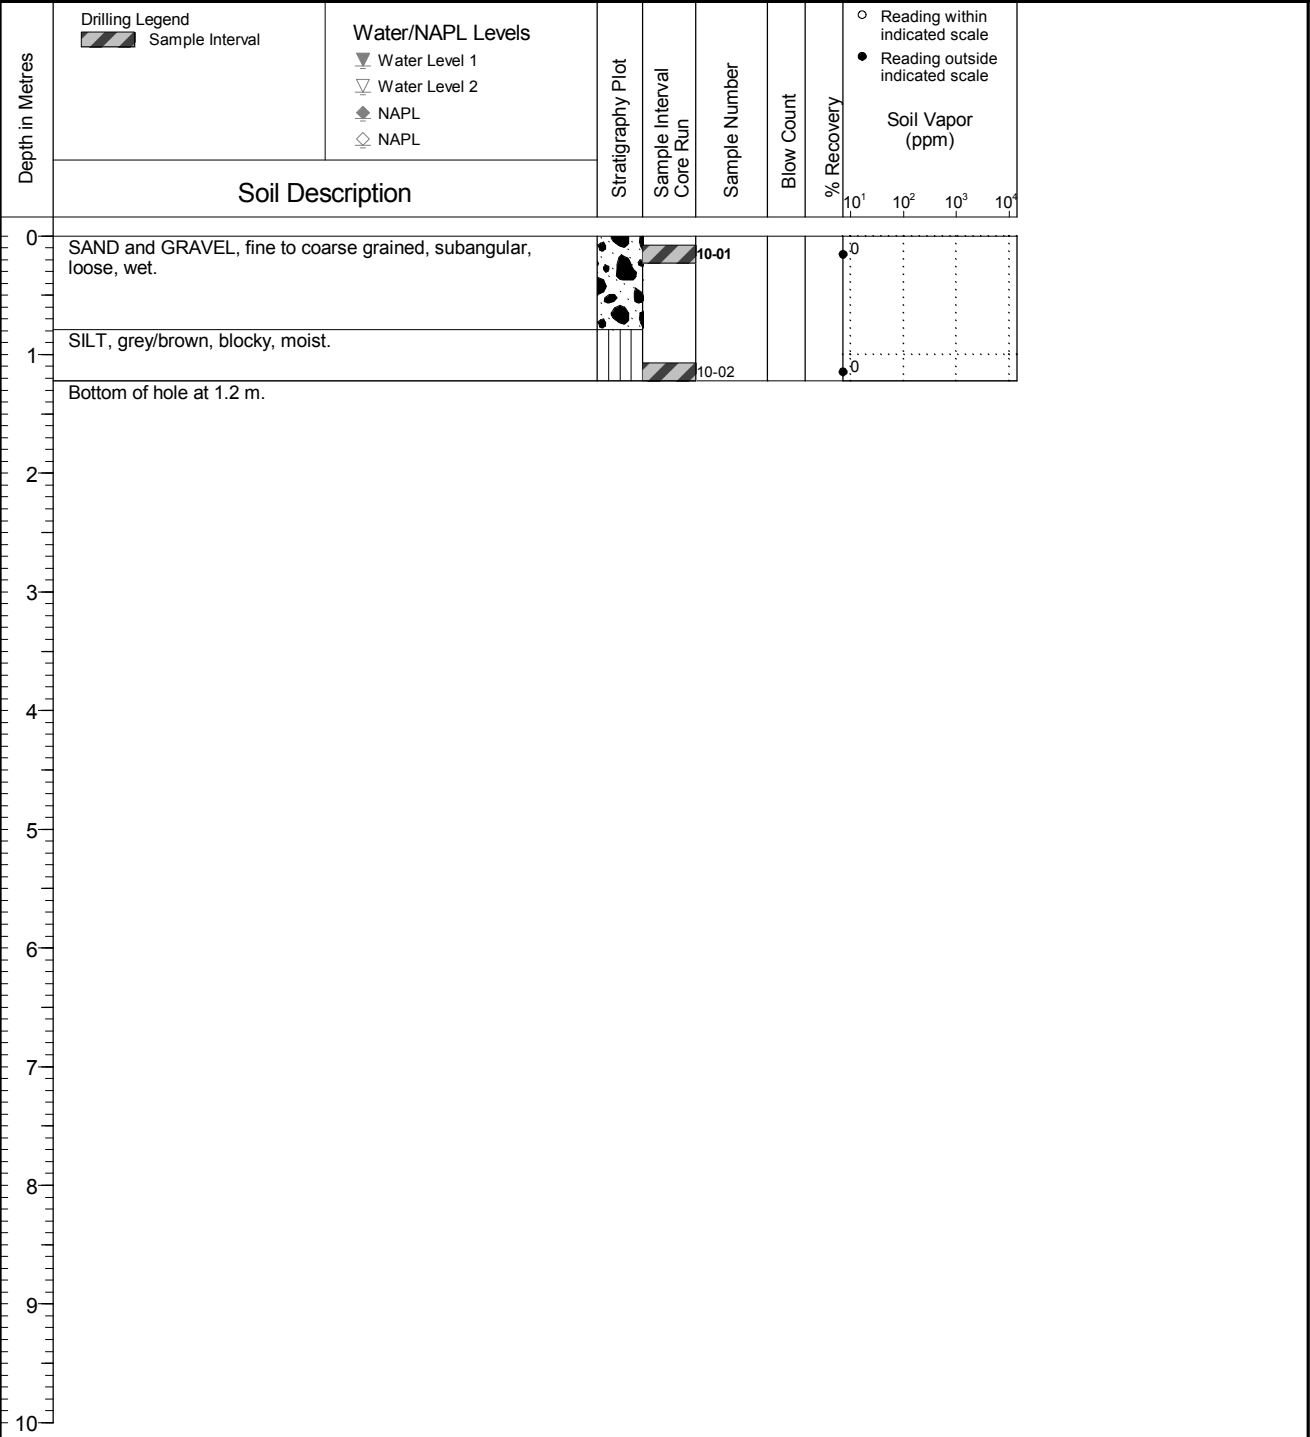 Depth in Metres
Drilling Legend
Sample Interval
Water/NAPL Levels
Water Level 1
Water Level 2
NAPL
NAPL
Soil Description
Stratigraphy Plot
Sample Interval
Core Run
Sample Number
Blow Count
% Recovery
Reading within
indicated scale
Reading outside
indicated scale
Soil Vapor
(ppm)
10¹ 10² 10³ 10⁴
0
SAND and GRAVEL, fine to coarse grained, subangular,
loose, wet.
10-01
0
SILT, grey/brown, blocky, moist.
1
10-02
0
Bottom of hole at 1.2 m.
2
3
4
5
6
7
8
9
10